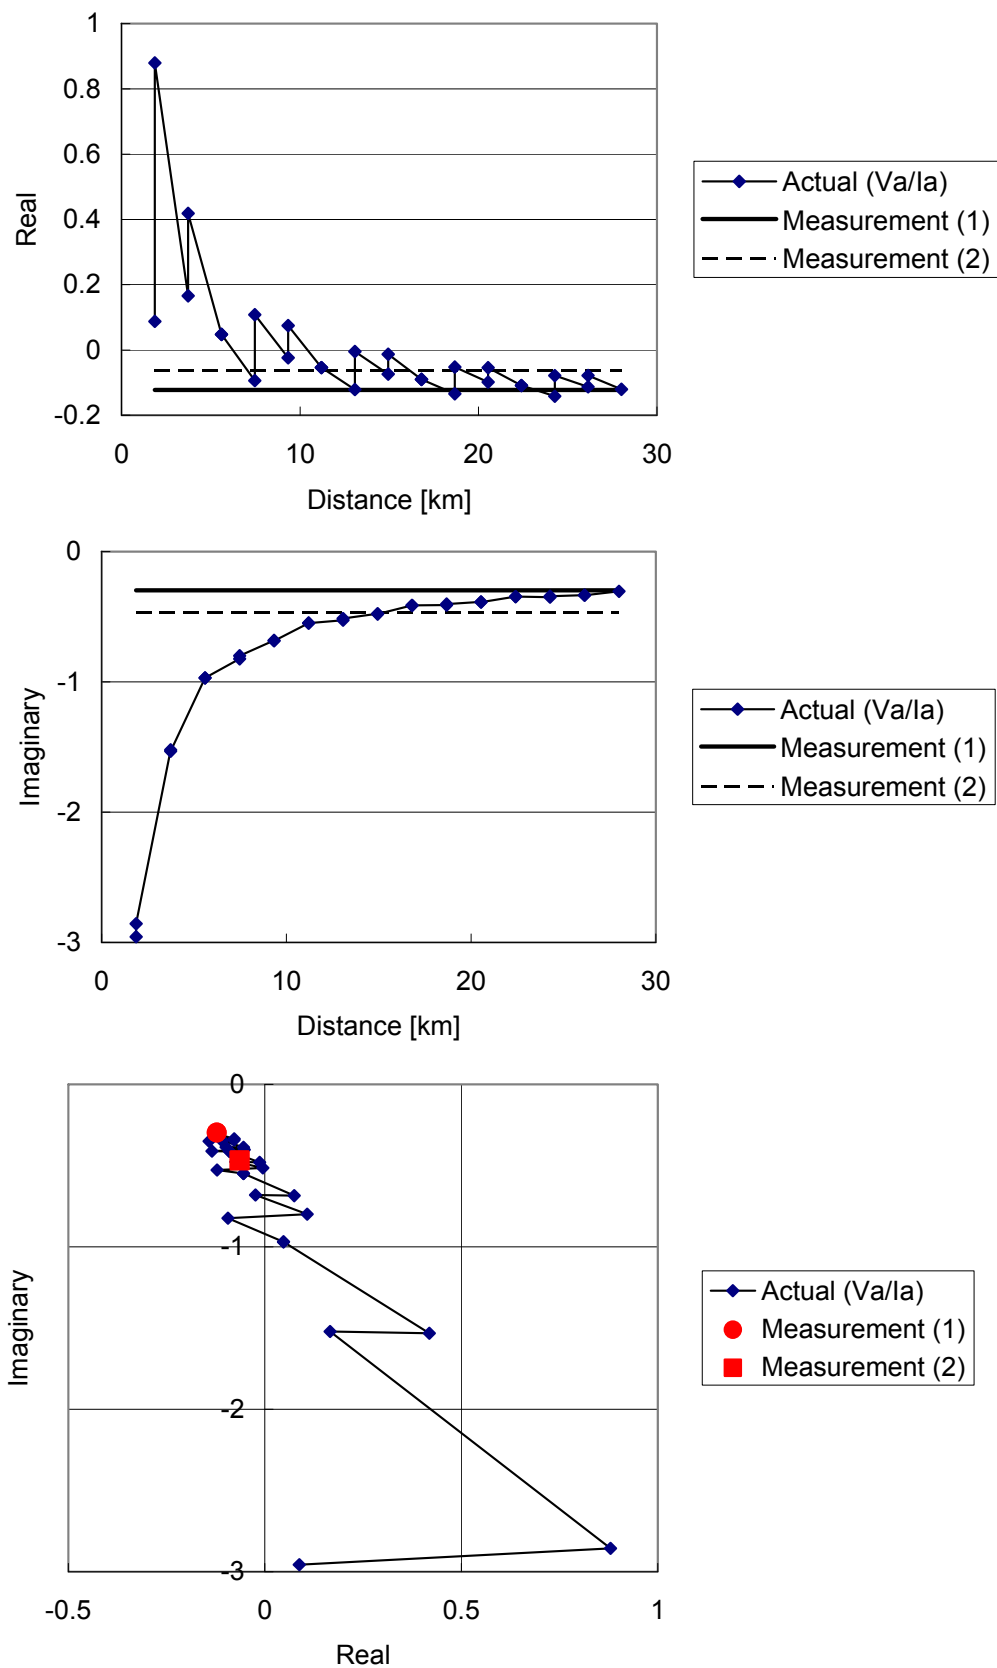 1
0.8
0.6
0.4
0.2
0
-0.2
Real
0
10
20
30
Distance [km]
Actual (Va/Ia)
Measurement (1)
Measurement (2)
0
-1
-2
-3
Imaginary
0
10
20
30
Distance [km]
Actual (Va/Ia)
Measurement (1)
Measurement (2)
0
-1
-2
-3
Imaginary
-0.5
0
0.5
1
Real
Actual (Va/Ia)
Measurement (1)
Measurement (2)